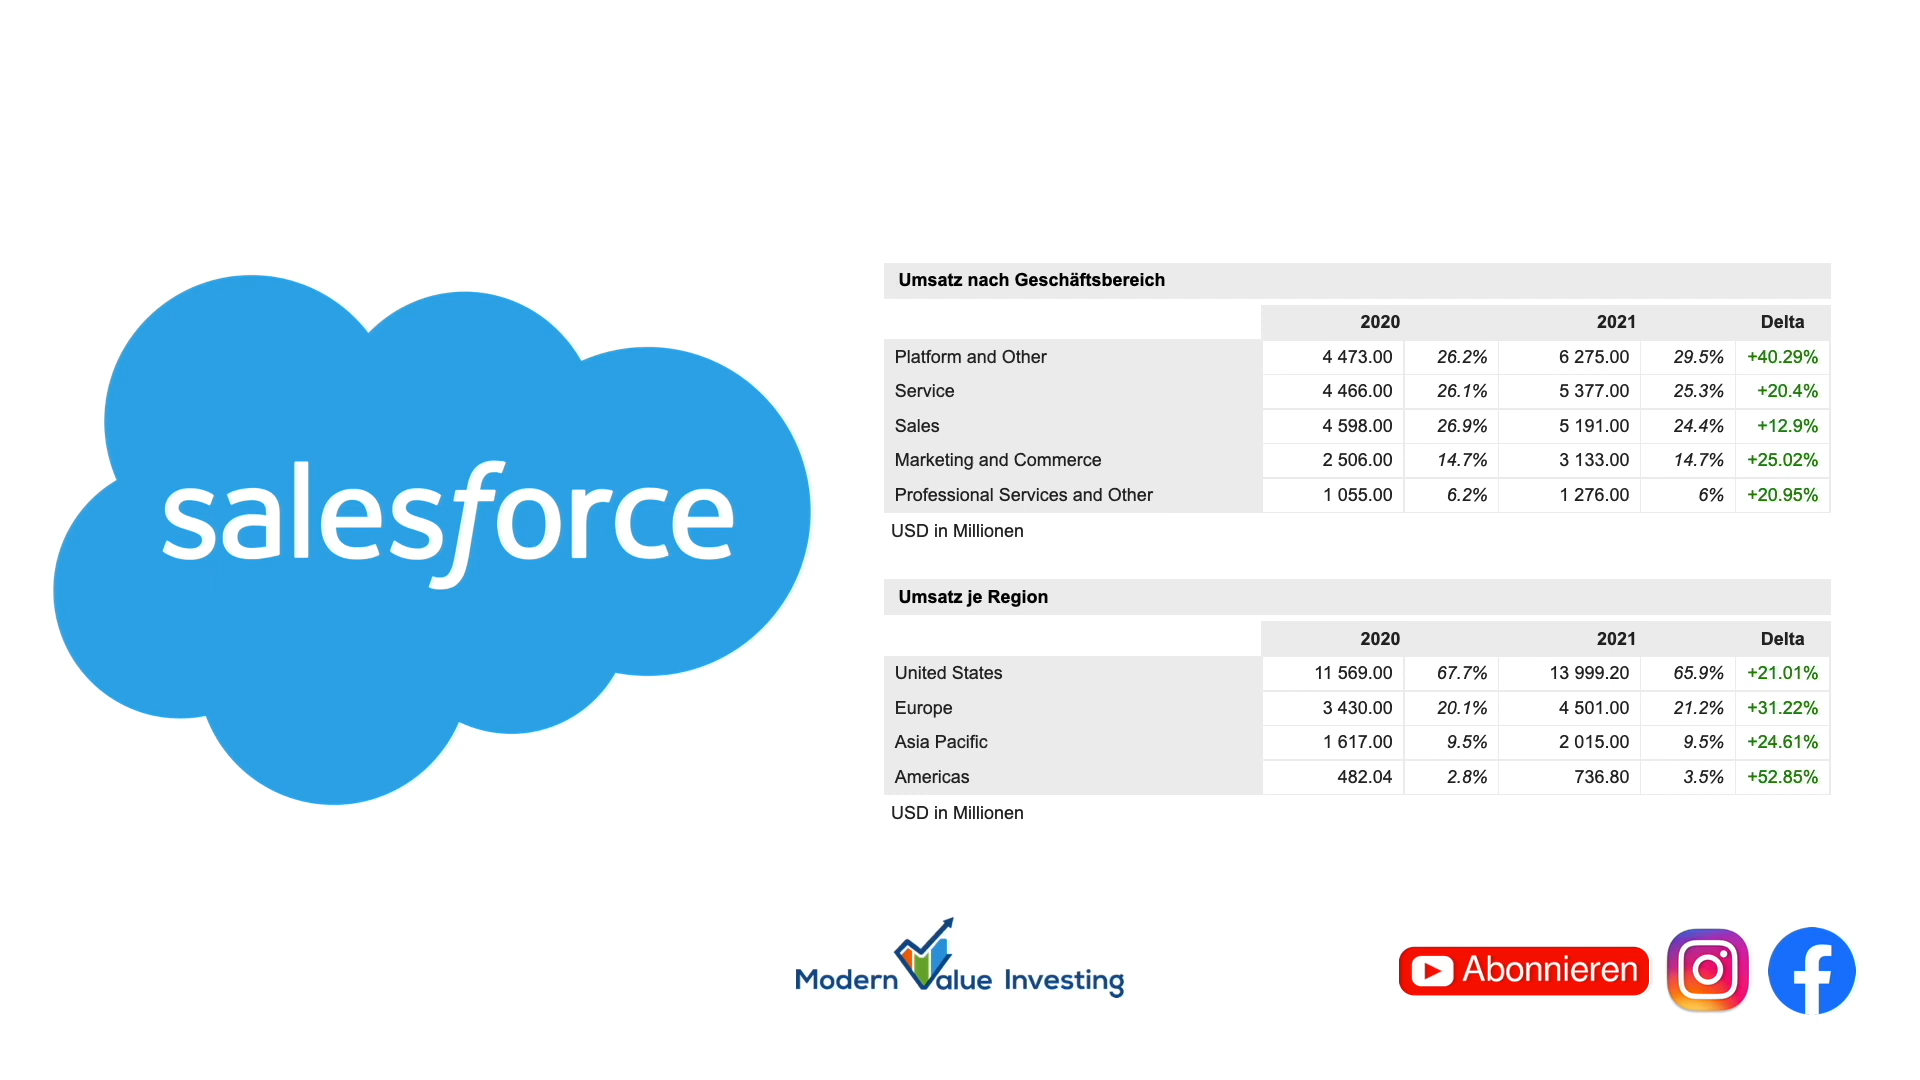 salesforce
Umsatz nach Geschäftsbereich
2020 2021 Delta
Platform and Other 4 473.00 26.2% 6 275.00 29.5% +40.29%
Service 4 466.00 26.1% 5 377.00 25.3% +20.4%
Sales 4 598.00 26.9% 5 191.00 24.4% +12.9%
Marketing and Commerce 2 506.00 14.7% 3 133.00 14.7% +25.02%
Professional Services and Other 1 055.00 6.2% 1 276.00 6% +20.95%
USD in Millionen
Umsatz je Region
2020 2021 Delta
United States 11 569.00 67.7% 13 999.20 65.9% +21.01%
Europe 3 430.00 20.1% 4 501.00 21.2% +31.22%
Asia Pacific 1 617.00 9.5% 2 015.00 9.5% +24.61%
Americas 482.04 2.8% 736.80 3.5% +52.85%
USD in Millionen
Modern Value Investing
Abonnieren